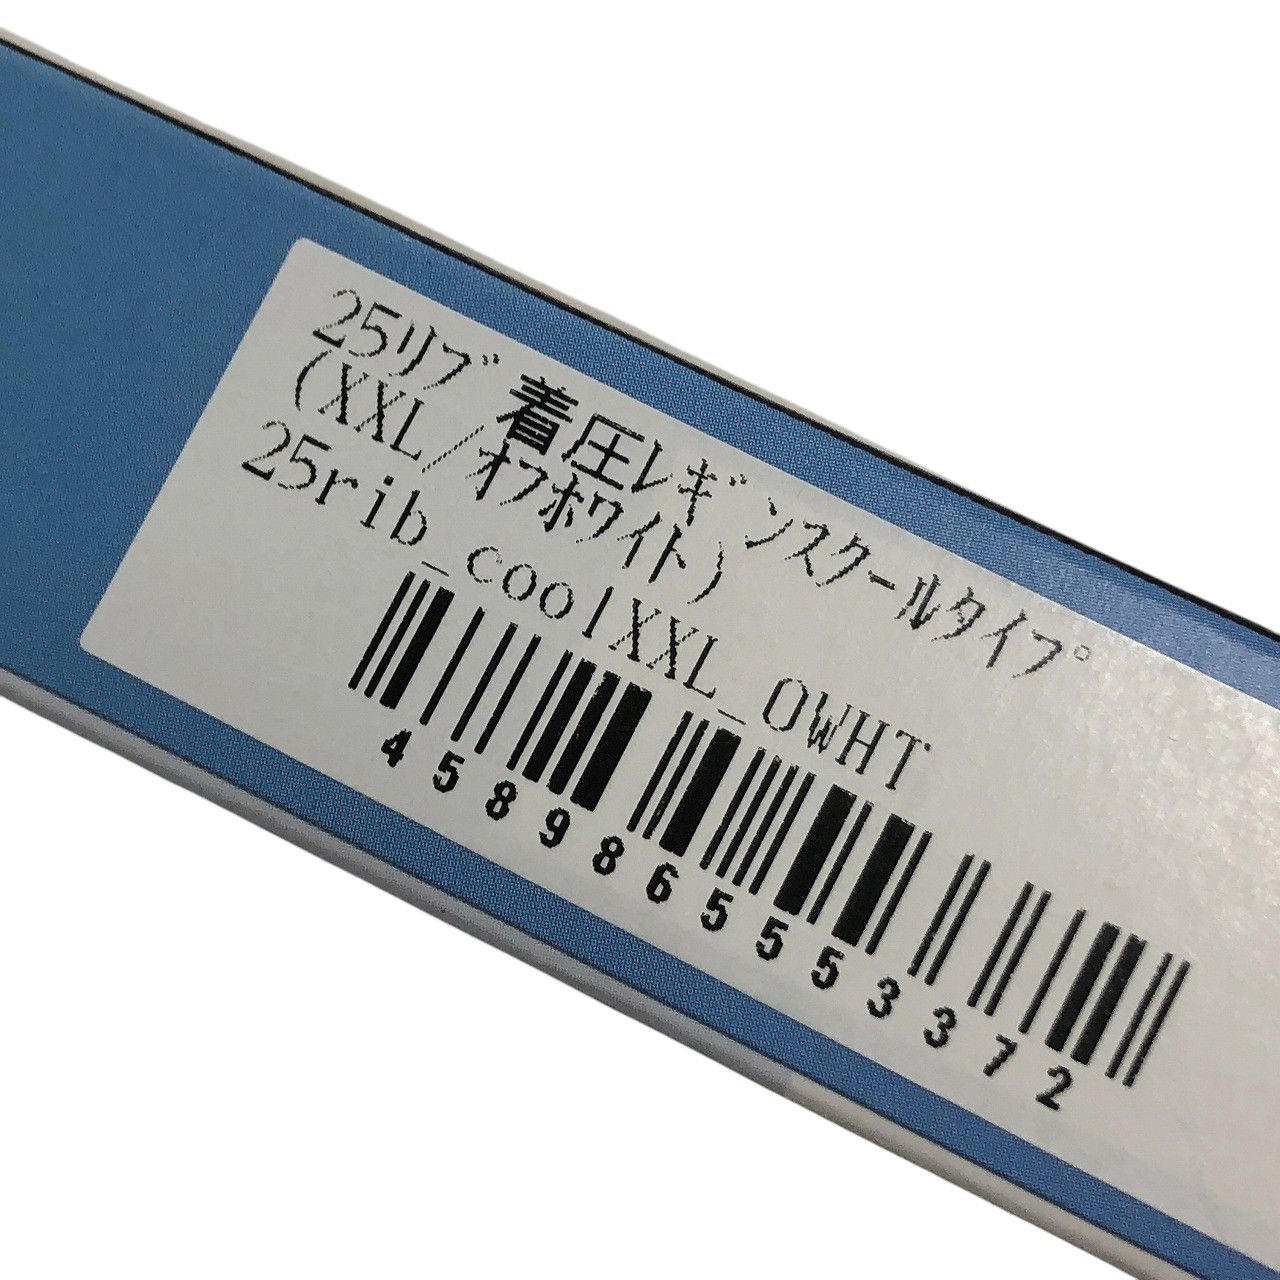 25リブ着圧レギンスクールタイプ
(XXL/オフホワイト)
25rib_coolXXL_OWHT
4589865553372